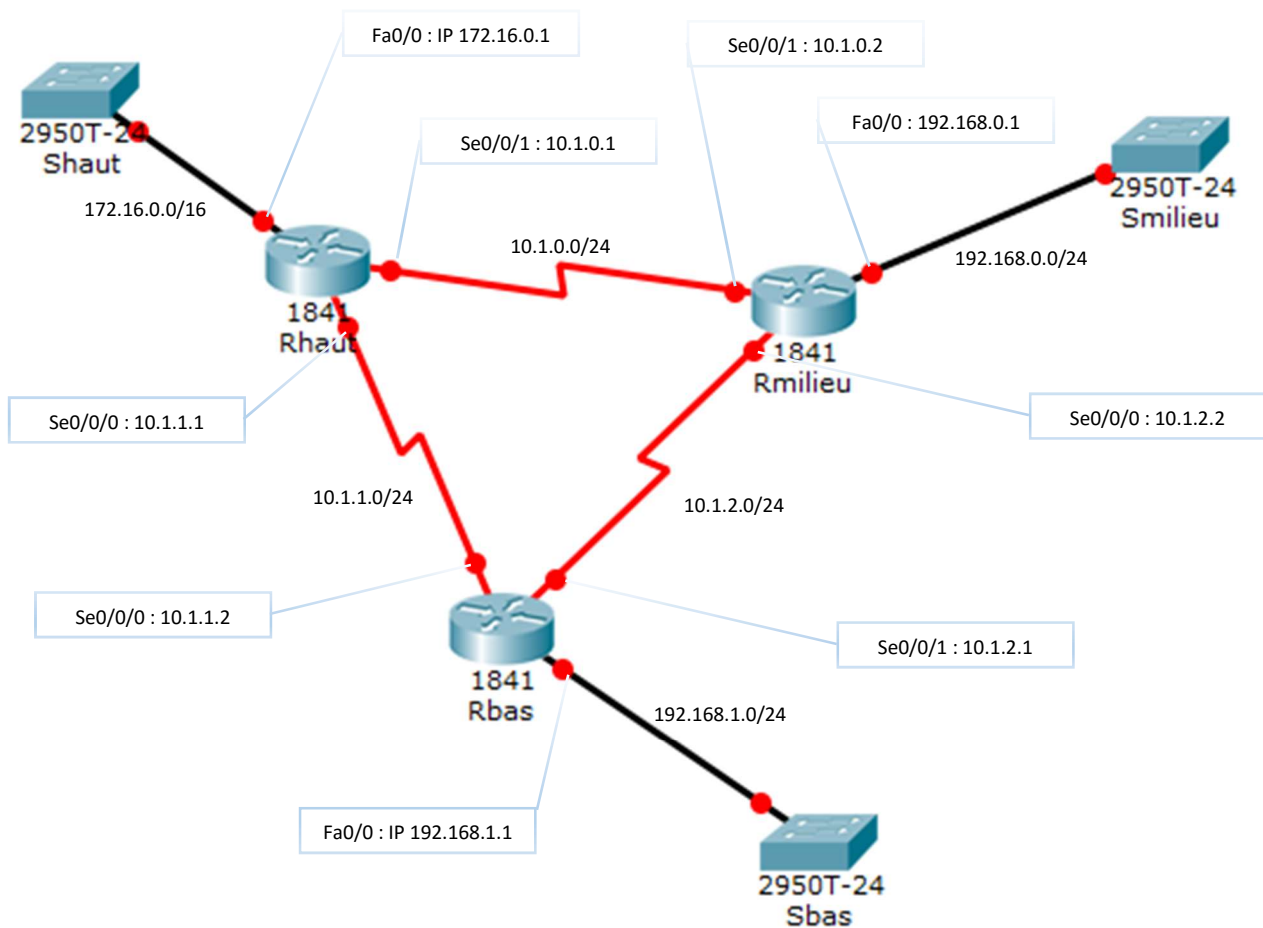 Fa0/0 : IP 172.16.0.1
Se0/0/1 : 10.1.0.2
2950T-24
Shaut
Fa0/0 : 192.168.0.1
Se0/0/1 : 10.1.0.1
2950T-24
Smilieu
172.16.0.0/16
10.1.0.0/24
192.168.0.0/24
1841
Rhaut
1841
Rmilieu
Se0/0/0 : 10.1.1.1
Se0/0/0 : 10.1.2.2
10.1.1.0/24
10.1.2.0/24
Se0/0/0 : 10.1.1.2
Se0/0/1 : 10.1.2.1
1841
Rbas
192.168.1.0/24
Fa0/0 : IP 192.168.1.1
2950T-24
Sbas